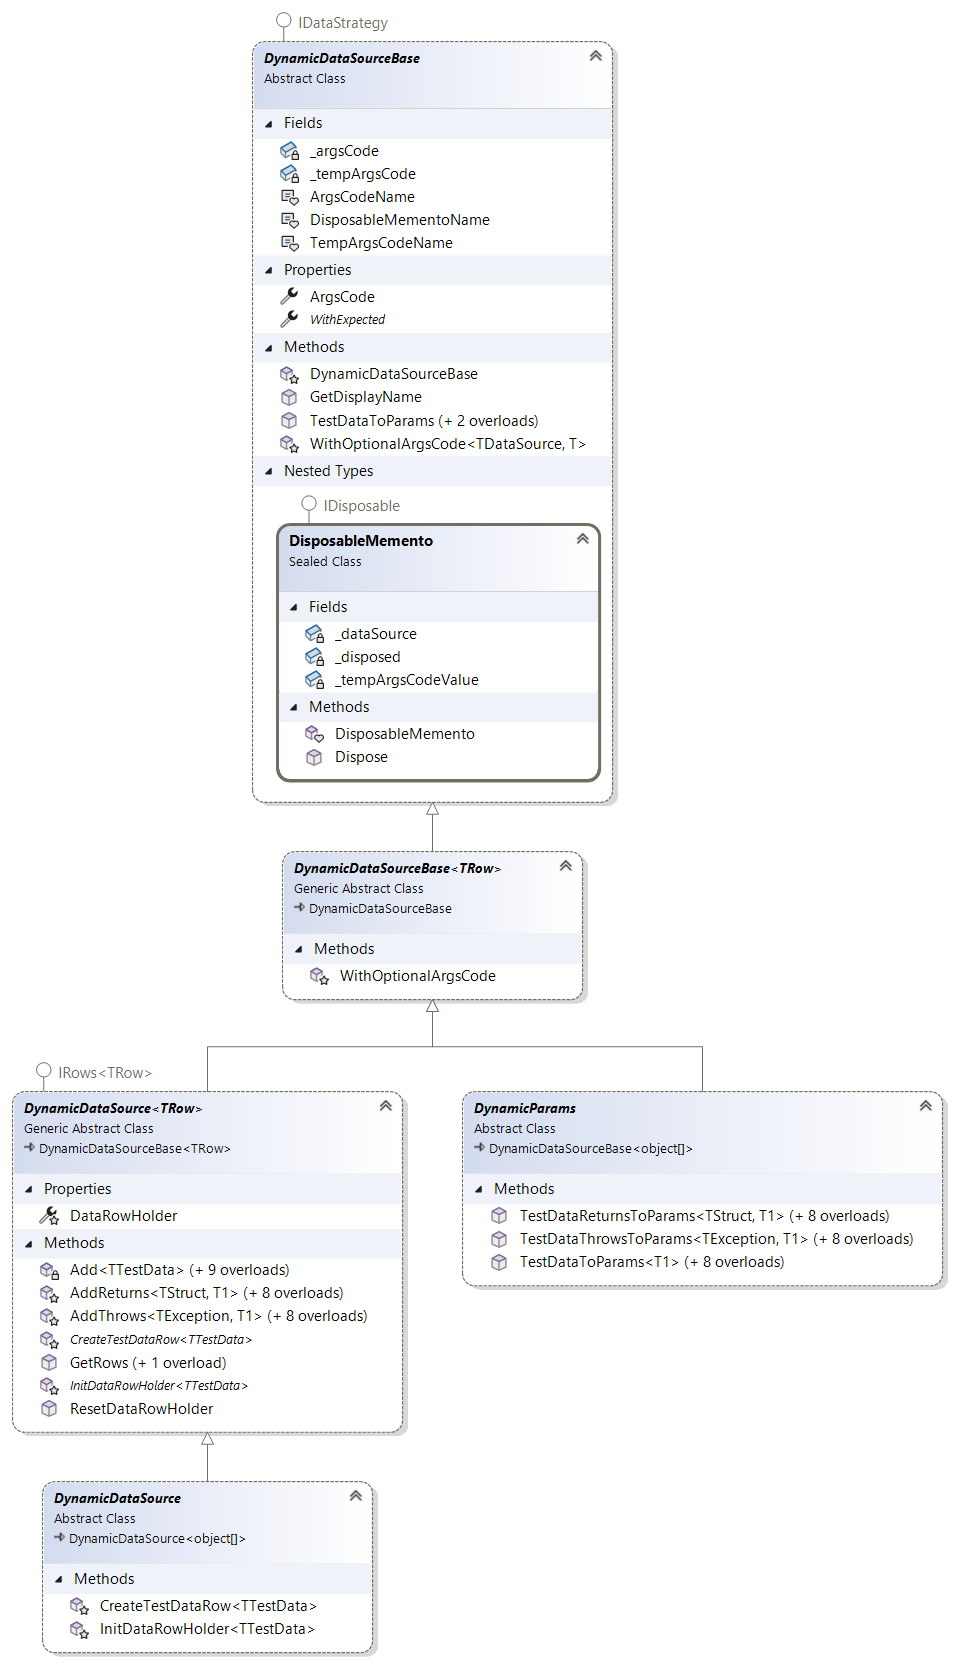 IDataStrategy
DynamicDataSourceBase
Abstract Class
Fields
_argsCode
_tempArgsCode
ArgsCodeName
DisposableMementoName
TempArgsCodeName
Properties
ArgsCode
WithExpected
Methods
DynamicDataSourceBase
GetDisplayName
TestDataToParams (+ 2 overloads)
WithOptionalArgsCode<TDataSource, T>
Nested Types
IDisposable
DisposableMemento
Sealed Class
Fields
_dataSource
_disposed
_tempArgsCodeValue
Methods
DisposableMemento
Dispose
DynamicDataSourceBase<TRow>
Generic Abstract Class
DynamicDataSourceBase
Methods
WithOptionalArgsCode
IRows<TRow>
DynamicDataSource<TRow>
Generic Abstract Class
DynamicDataSourceBase<TRow>
Properties
DataRowHolder
Methods
Add<TTestData> (+ 9 overloads)
AddReturns<TStruct, T1> (+ 8 overloads)
AddThrows<TException, T1> (+ 8 overloads)
CreateTestDataRow<TTestData>
GetRows (+ 1 overload)
InitDataRowHolder<TTestData>
ResetDataRowHolder
DynamicParams
Abstract Class
DynamicDataSourceBase<object[]>
Methods
TestDataReturnsToParams<TStruct, T1> (+ 8 overloads)
TestDataThrowsToParams<TException, T1> (+ 8 overloads)
TestDataToParams<T1> (+ 8 overloads)
DynamicDataSource
Abstract Class
DynamicDataSource<object[]>
Methods
CreateTestDataRow<TTestData>
InitDataRowHolder<TTestData>